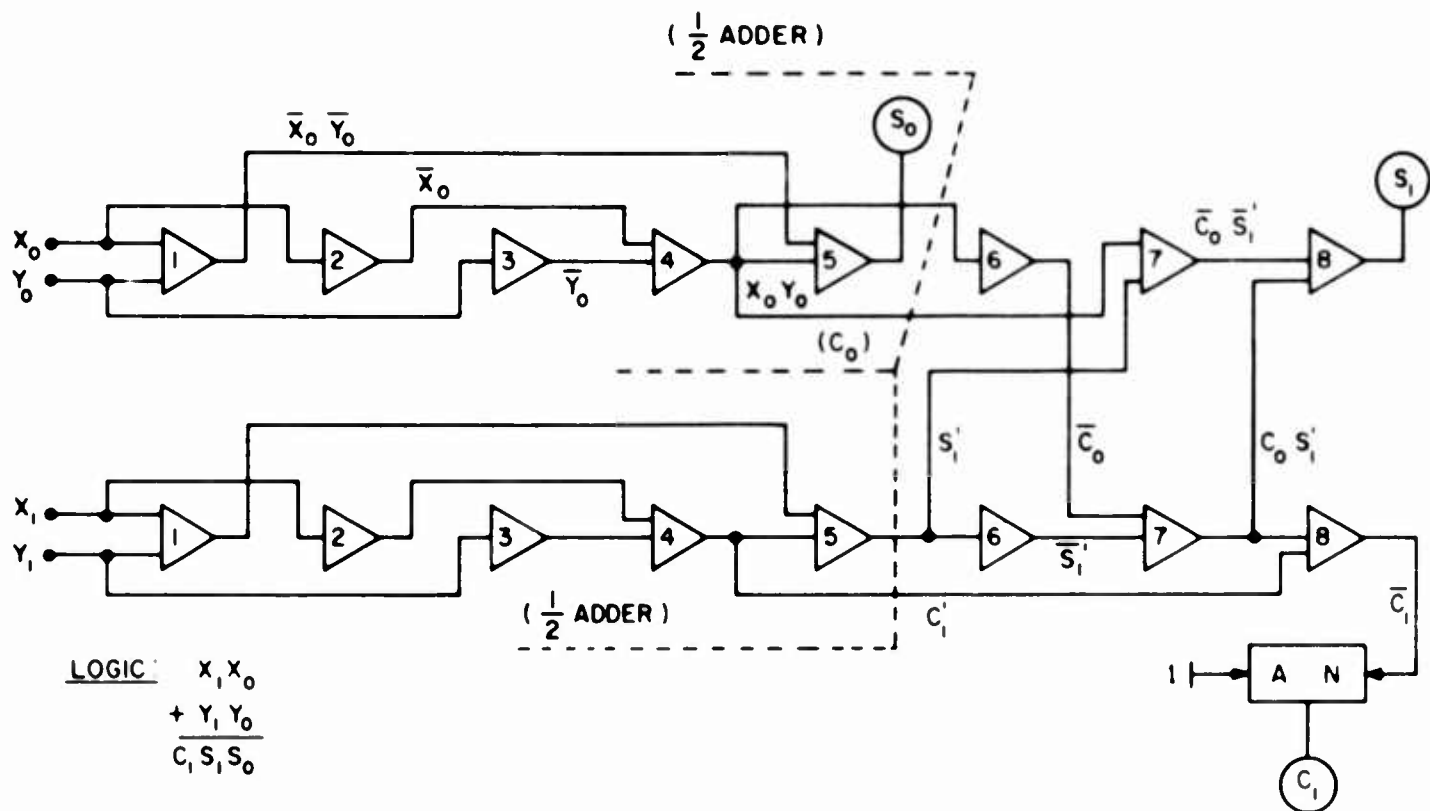 ( 1/2 ADDER )
X̅₀ Y̅₀
S₀
X̅₀
S₁
X₀
Y₀
1
2
3
4
5
6
7
8
C̅₀ S̅₁'
Y̅₀
X₀ Y₀
(C₀)
S₁'
C̅₀
C₀ S₁'
X₁
Y₁
1
2
3
4
5
6
7
8
S̅₁'
( 1/2 ADDER )
C₁'
C̅₁
LOGIC: X₁ X₀
+ Y₁ Y₀
C₁ S₁ S₀
1
A N
C₁